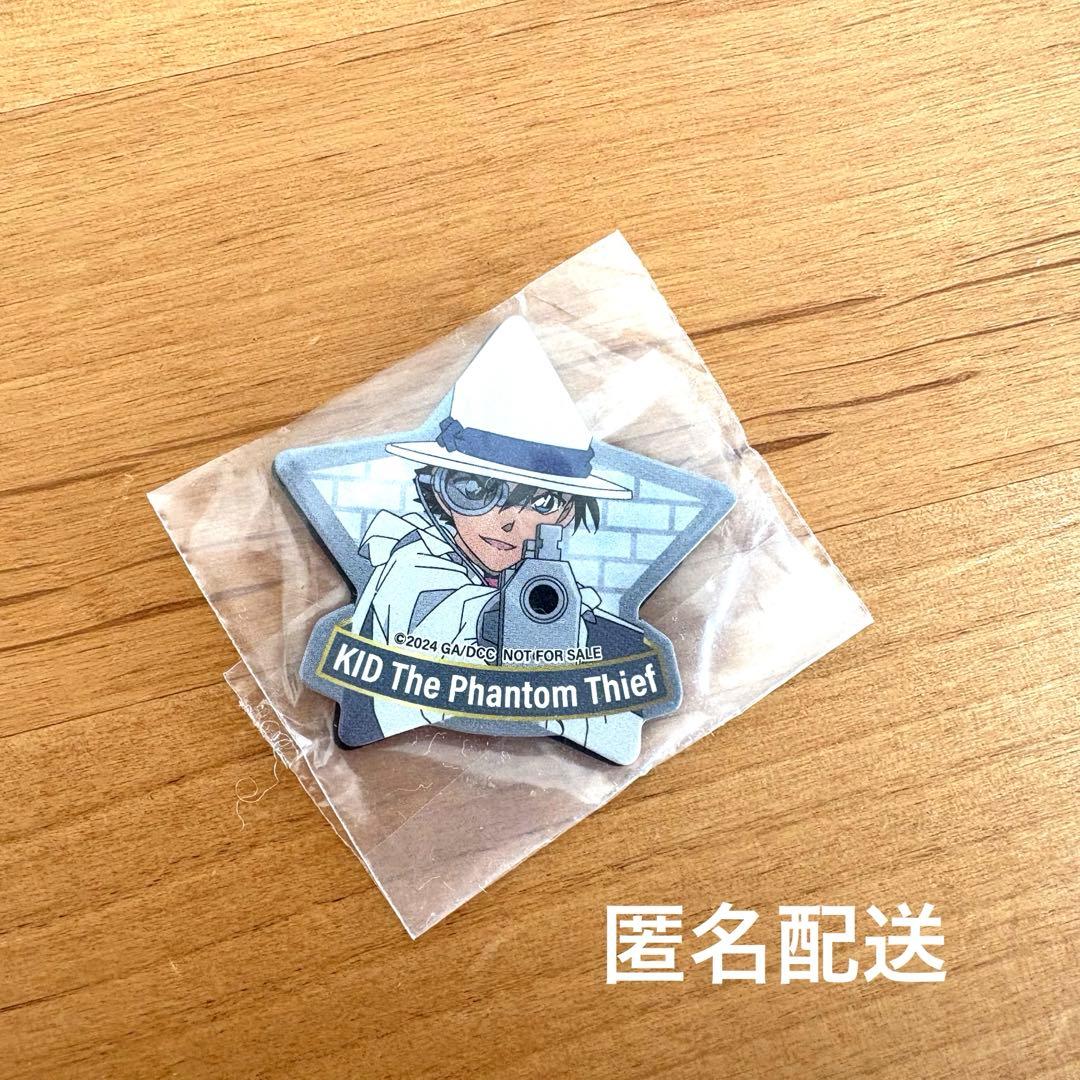 ©2024 GA/DCC NOT FOR SALE
KID The Phantom Thief
匿名配送